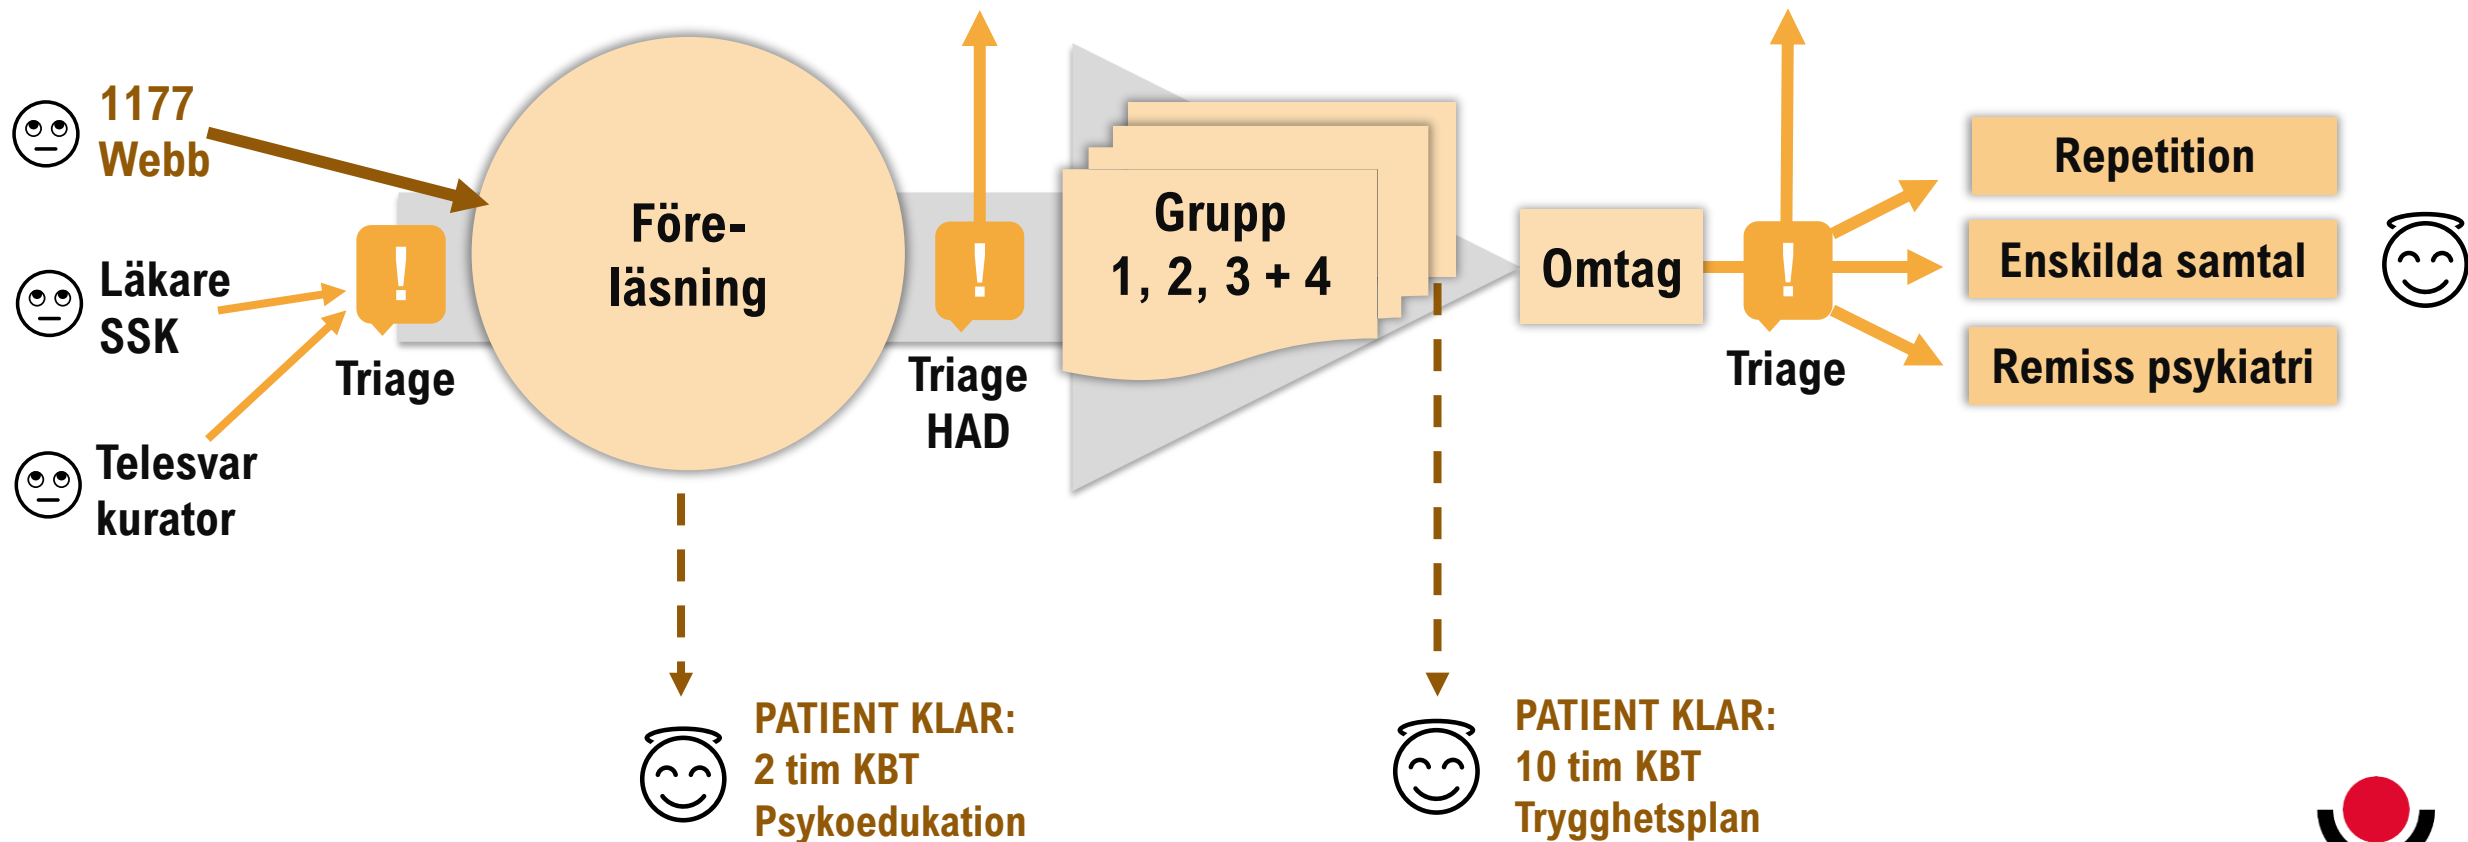 1177
Webb
Läkare
SSK
Telesvar
kurator
!
Triage
Före-
läsning
!
Triage
HAD
Grupp
1, 2, 3 + 4
Omtag
!
Triage
Repetition
Enskilda samtal
Remiss psykiatri
PATIENT KLAR:
2 tim KBT
Psykoedukation
PATIENT KLAR:
10 tim KBT
Trygghetsplan